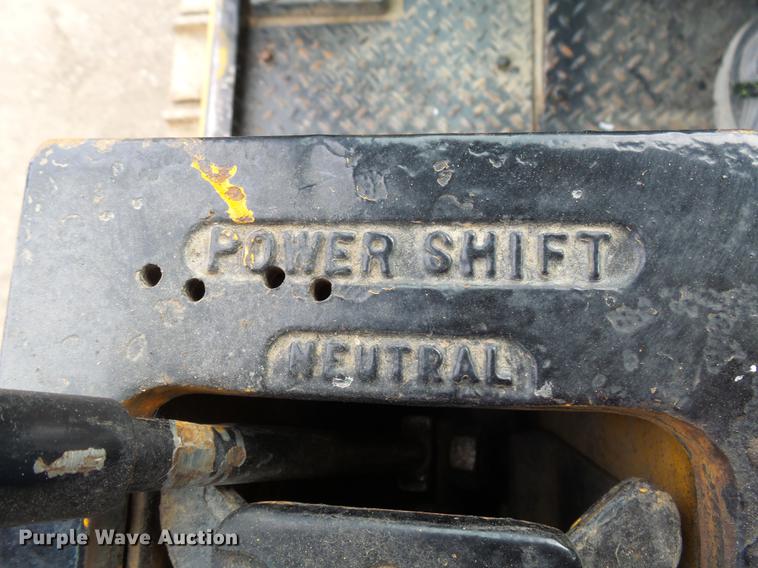 POWER SHIFT
NEUTRAL
Purple Wave Auction